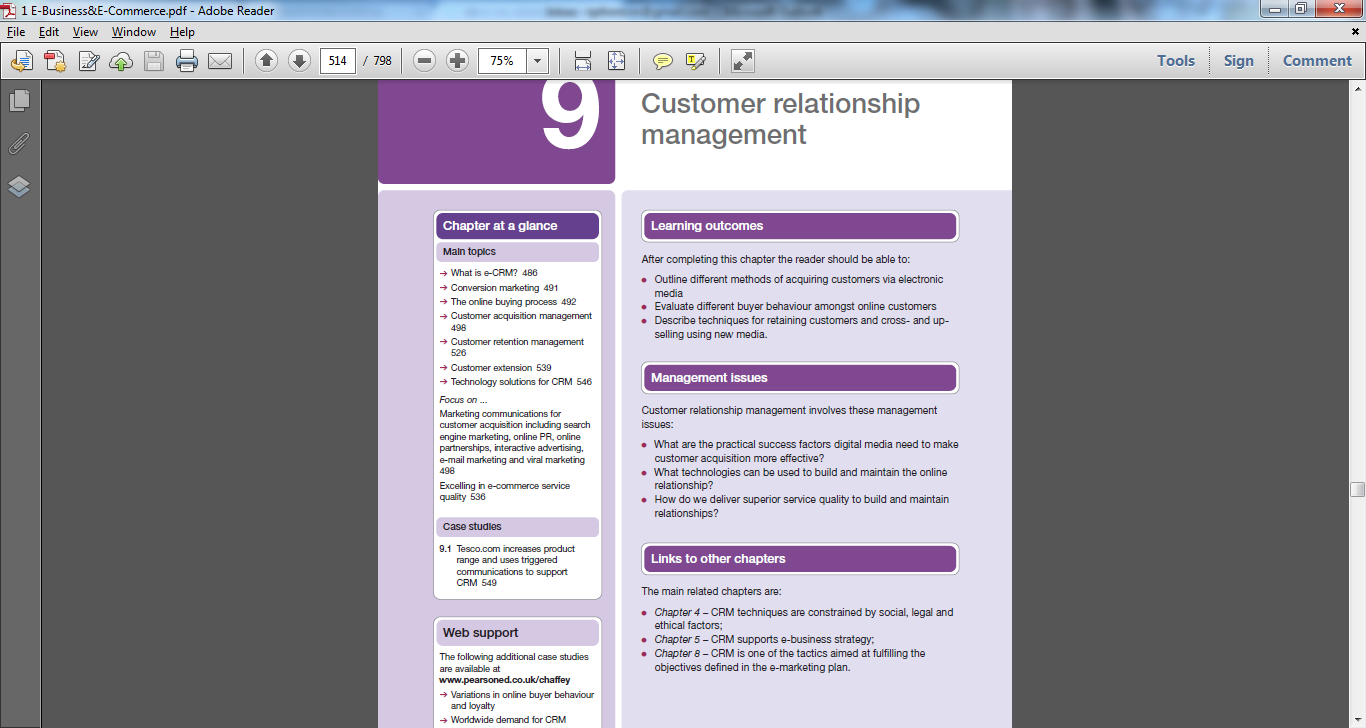 1 E-Business&E-Commerce.pdf - Adobe Reader
File Edit View Window Help
514 / 798 75% Tools Sign Comment
9
Customer relationship
management
Chapter at a glance
Main topics
→ What is e-CRM? 486
→ Conversion marketing 491
→ The online buying process 492
→ Customer acquisition management
498
→ Customer retention management
526
→ Customer extension 539
→ Technology solutions for CRM 546
Focus on ...
Marketing communications for
customer acquisition including search
engine marketing, online PR, online
partnerships, interactive advertising,
e-mail marketing and viral marketing
498
Excelling in e-commerce service
quality 536
Case studies
9.1 Tesco.com increases product
range and uses triggered
communications to support
CRM 549
Web support
The following additional case studies
are available at
www.pearsoned.co.uk/chaffey
→ Variations in online buyer behaviour
and loyalty
→ Worldwide demand for CRM
Learning outcomes
After completing this chapter the reader should be able to:
• Outline different methods of acquiring customers via electronic
media
• Evaluate different buyer behaviour amongst online customers
• Describe techniques for retaining customers and cross- and up-
selling using new media.
Management issues
Customer relationship management involves these management
issues:
• What are the practical success factors digital media need to make
customer acquisition more effective?
• What technologies can be used to build and maintain the online
relationship?
• How do we deliver superior service quality to build and maintain
relationships?
Links to other chapters
The main related chapters are:
• Chapter 4 – CRM techniques are constrained by social, legal and
ethical factors;
• Chapter 5 – CRM supports e-business strategy;
• Chapter 8 – CRM is one of the tactics aimed at fulfilling the
objectives defined in the e-marketing plan.